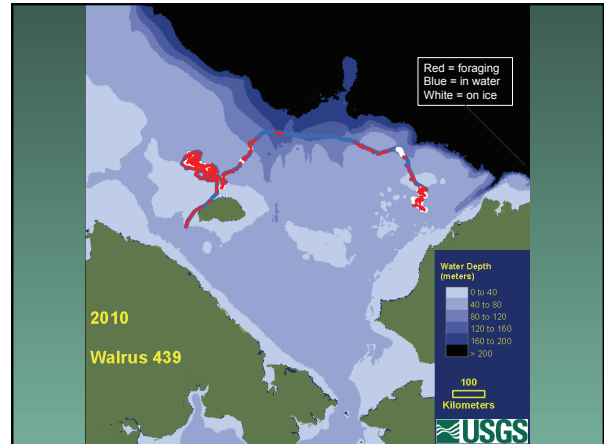 Red = foraging
Blue = in water
White = on ice
2010
Walrus 439
Water Depth
(meters)
0 to 40
40 to 80
80 to 120
120 to 160
160 to 200
> 200
100
Kilometers
USGS